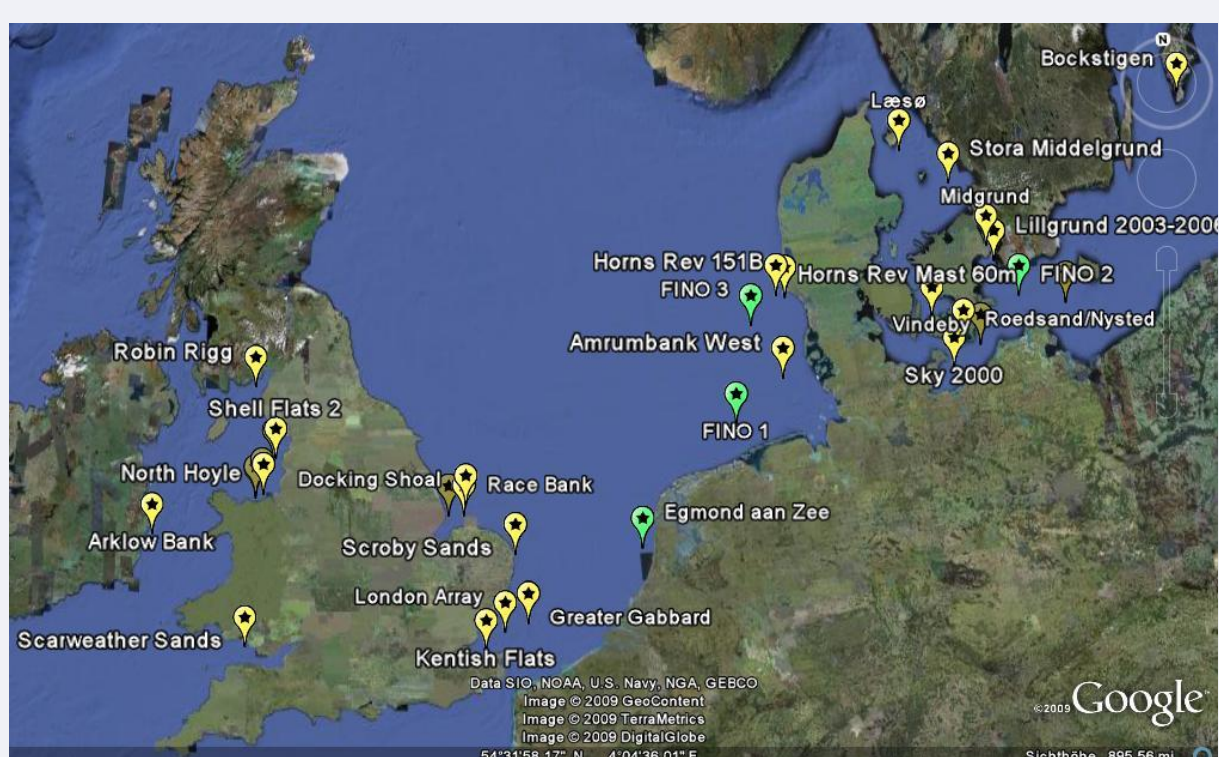 N
Bockstigen
Læsø
Stora Middelgrund
Midgrund
Lillgrund 2003-2006
Horns Rev 151B
Horns Rev Mast 60m
FINO 2
FINO 3
Vindeby
Roedsand/Nysted
Amrumbank West
Robin Rigg
Sky 2000
Shell Flats 2
FINO 1
North Hoyle
Docking Shoal
Race Bank
Egmond aan Zee
Arklow Bank
Scroby Sands
London Array
Greater Gabbard
Scarweather Sands
Kentish Flats
Data SIO, NOAA, U.S. Navy, NGA, GEBCO
Image © 2009 GeoContent
Image © 2009 TerraMetrics
Image © 2009 DigitalGlobe
©2009 Google
54°31'58.17" N 4°04'36.01" E
Sichthöhe 895.56 mi